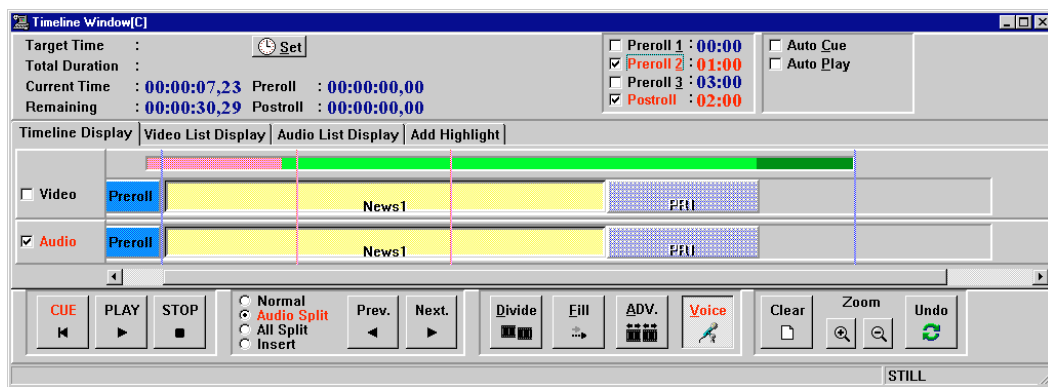 Timeline Window[C]
Target Time : Set
Total Duration :
Current Time : 00:00:07,23 Preroll : 00:00:00,00
Remaining : 00:00:30,29 Postroll : 00:00:00,00
Preroll 1 : 00:00
Preroll 2 : 01:00
Preroll 3 : 03:00
Postroll : 02:00
Auto Cue
Auto Play
Timeline Display Video List Display Audio List Display Add Highlight
Video Preroll News1 PRI
Audio Preroll News1 PRI
CUE PLAY STOP
Normal
Audio Split
All Split
Insert
Prev. Next.
Divide Fill ADV. Voice
Clear Zoom Undo
STILL